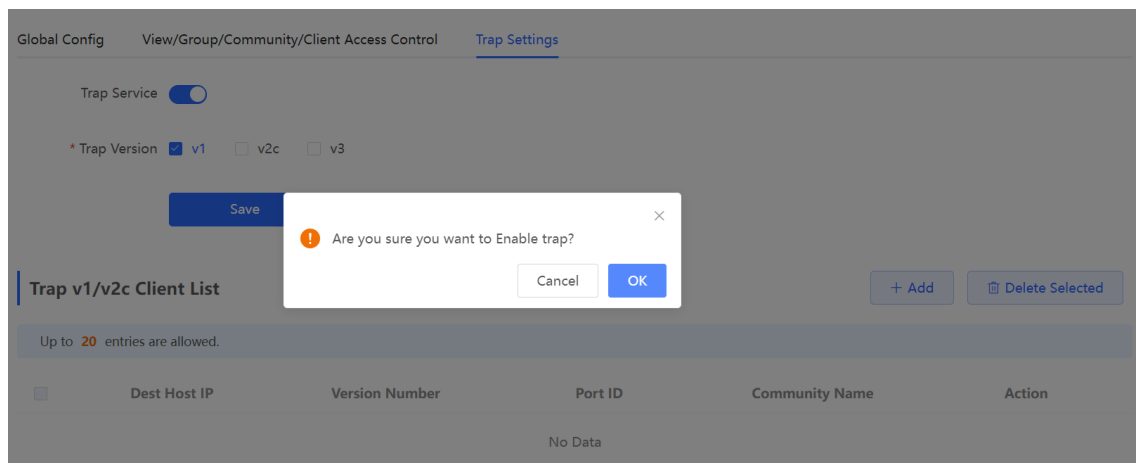 Global Config View/Group/Community/Client Access Control Trap Settings
Trap Service
* Trap Version v1 v2c v3
Save
Are you sure you want to Enable trap?
Cancel OK
Trap v1/v2c Client List + Add Delete Selected
Up to 20 entries are allowed.
Dest Host IP Version Number Port ID Community Name Action
No Data